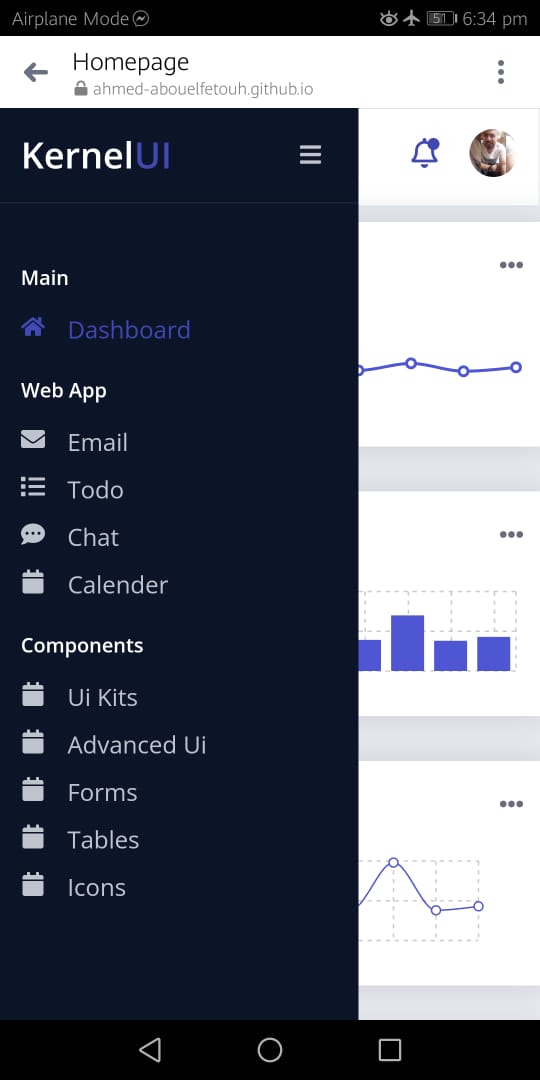 Airplane Mode 51 6:34 pm
Homepage
ahmed-abouelfetouh.github.io
KernelUI
Main
Dashboard
Web App
Email
Todo
Chat
Calender
Components
Ui Kits
Advanced Ui
Forms
Tables
Icons